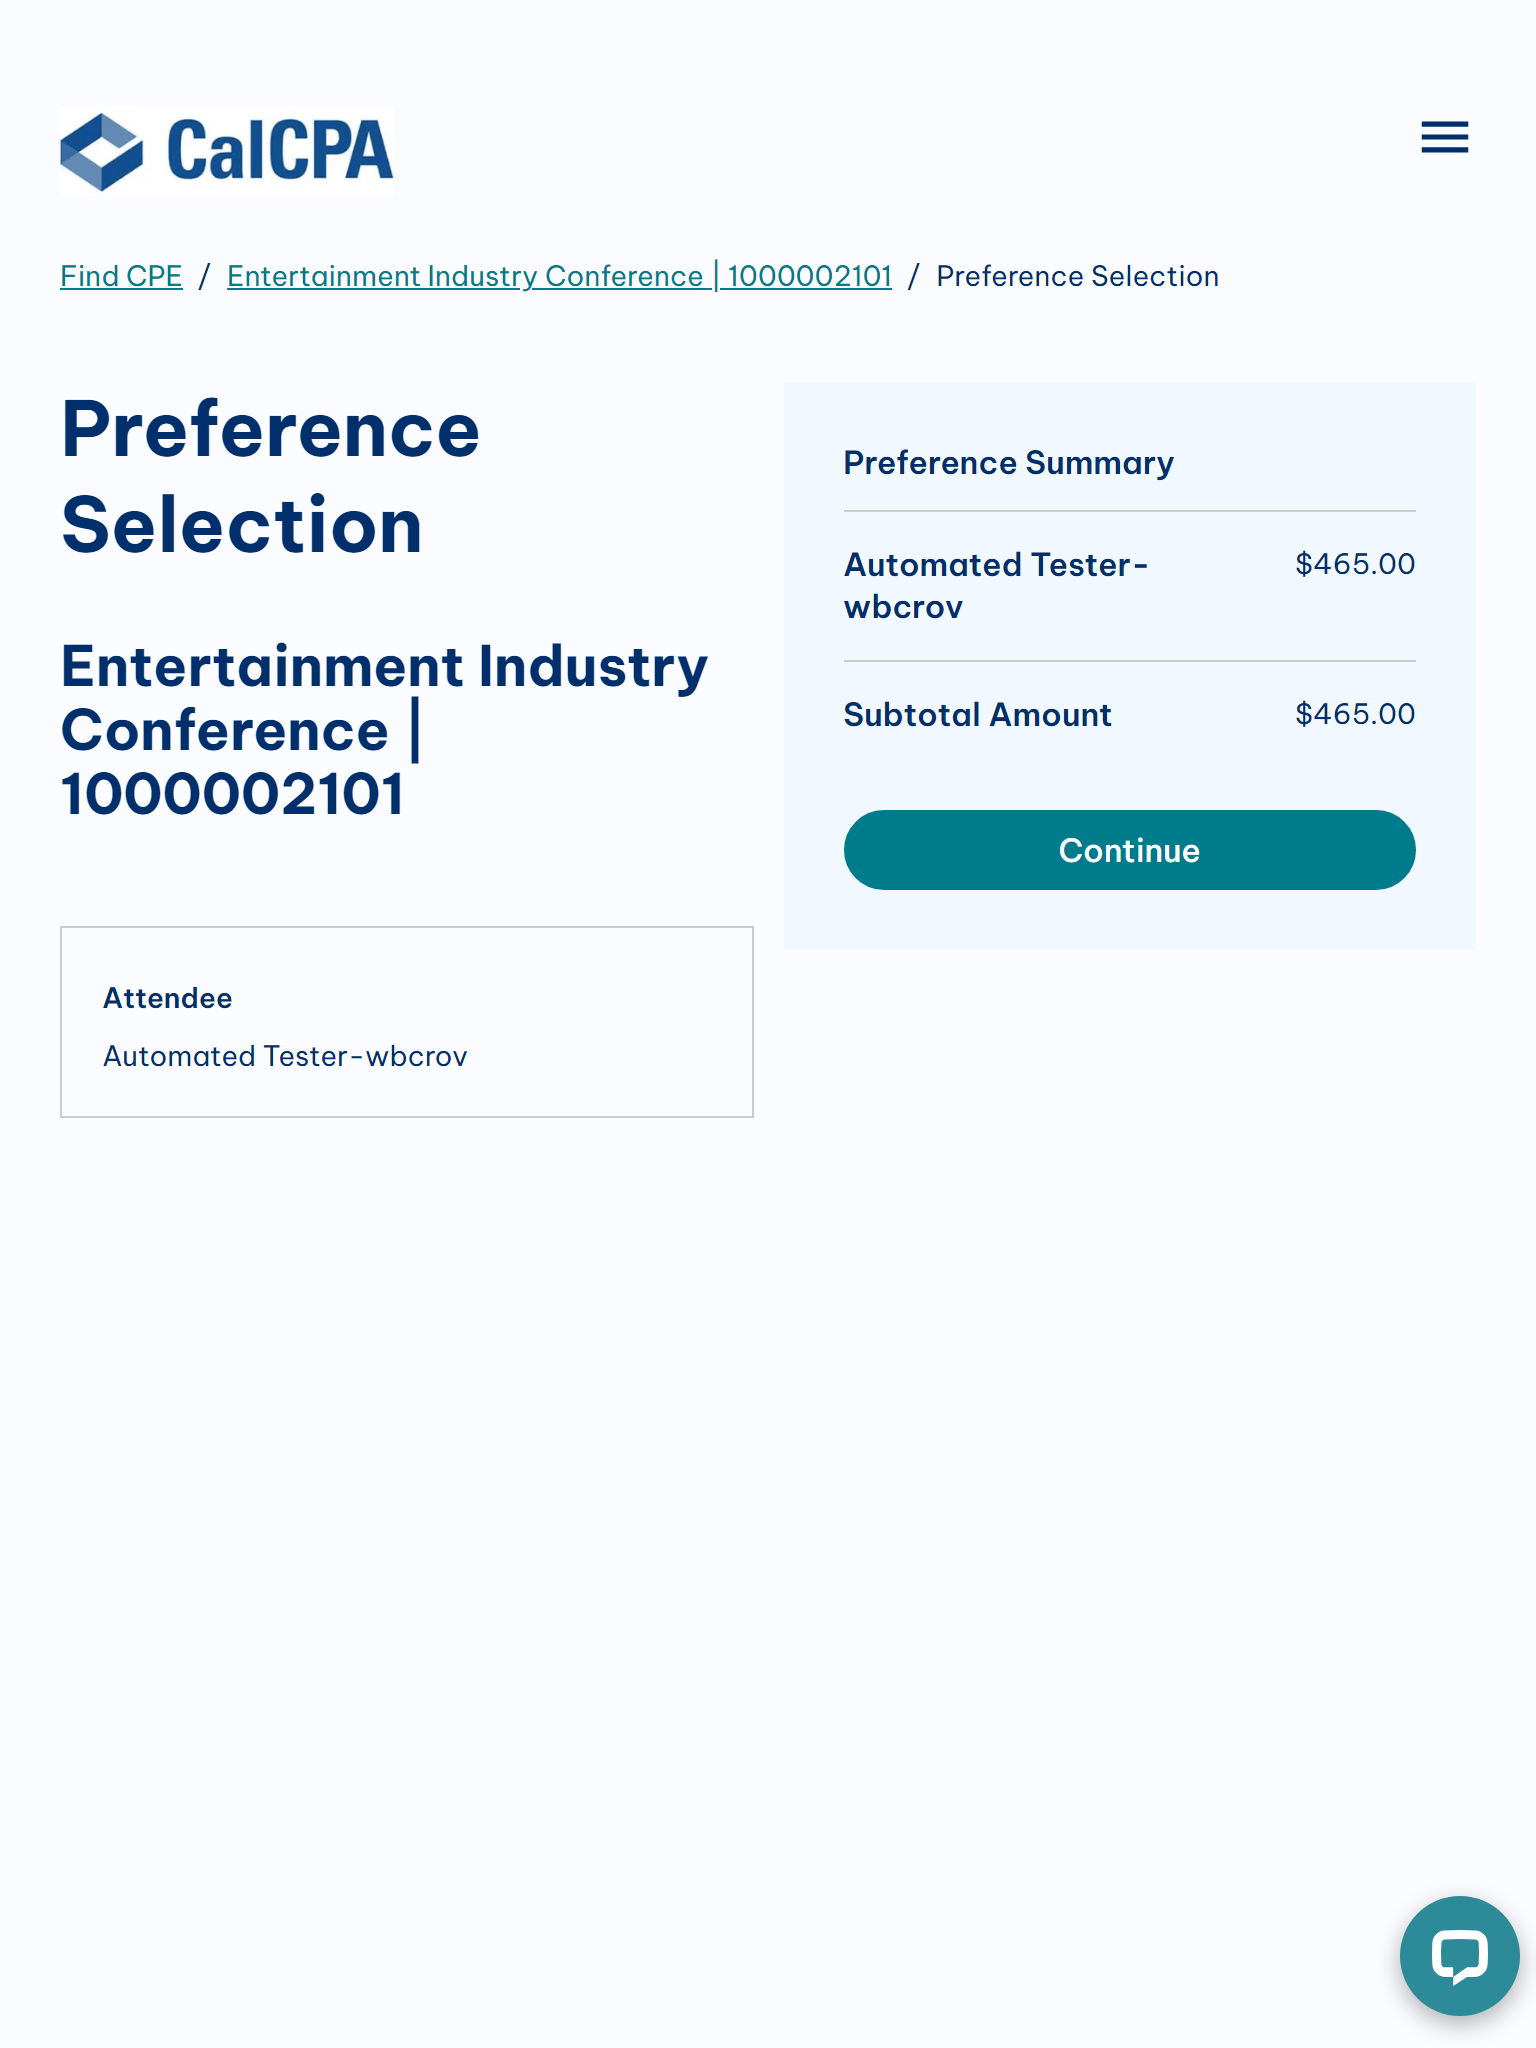 CalCPA
Find CPE / Entertainment Industry Conference | 1000002101 / Preference Selection
Preference
Selection
Entertainment Industry
Conference |
1000002101
Attendee
Automated Tester-wbcrov
Preference Summary
Automated Tester- $465.00
wbcrov
Subtotal Amount $465.00
Continue